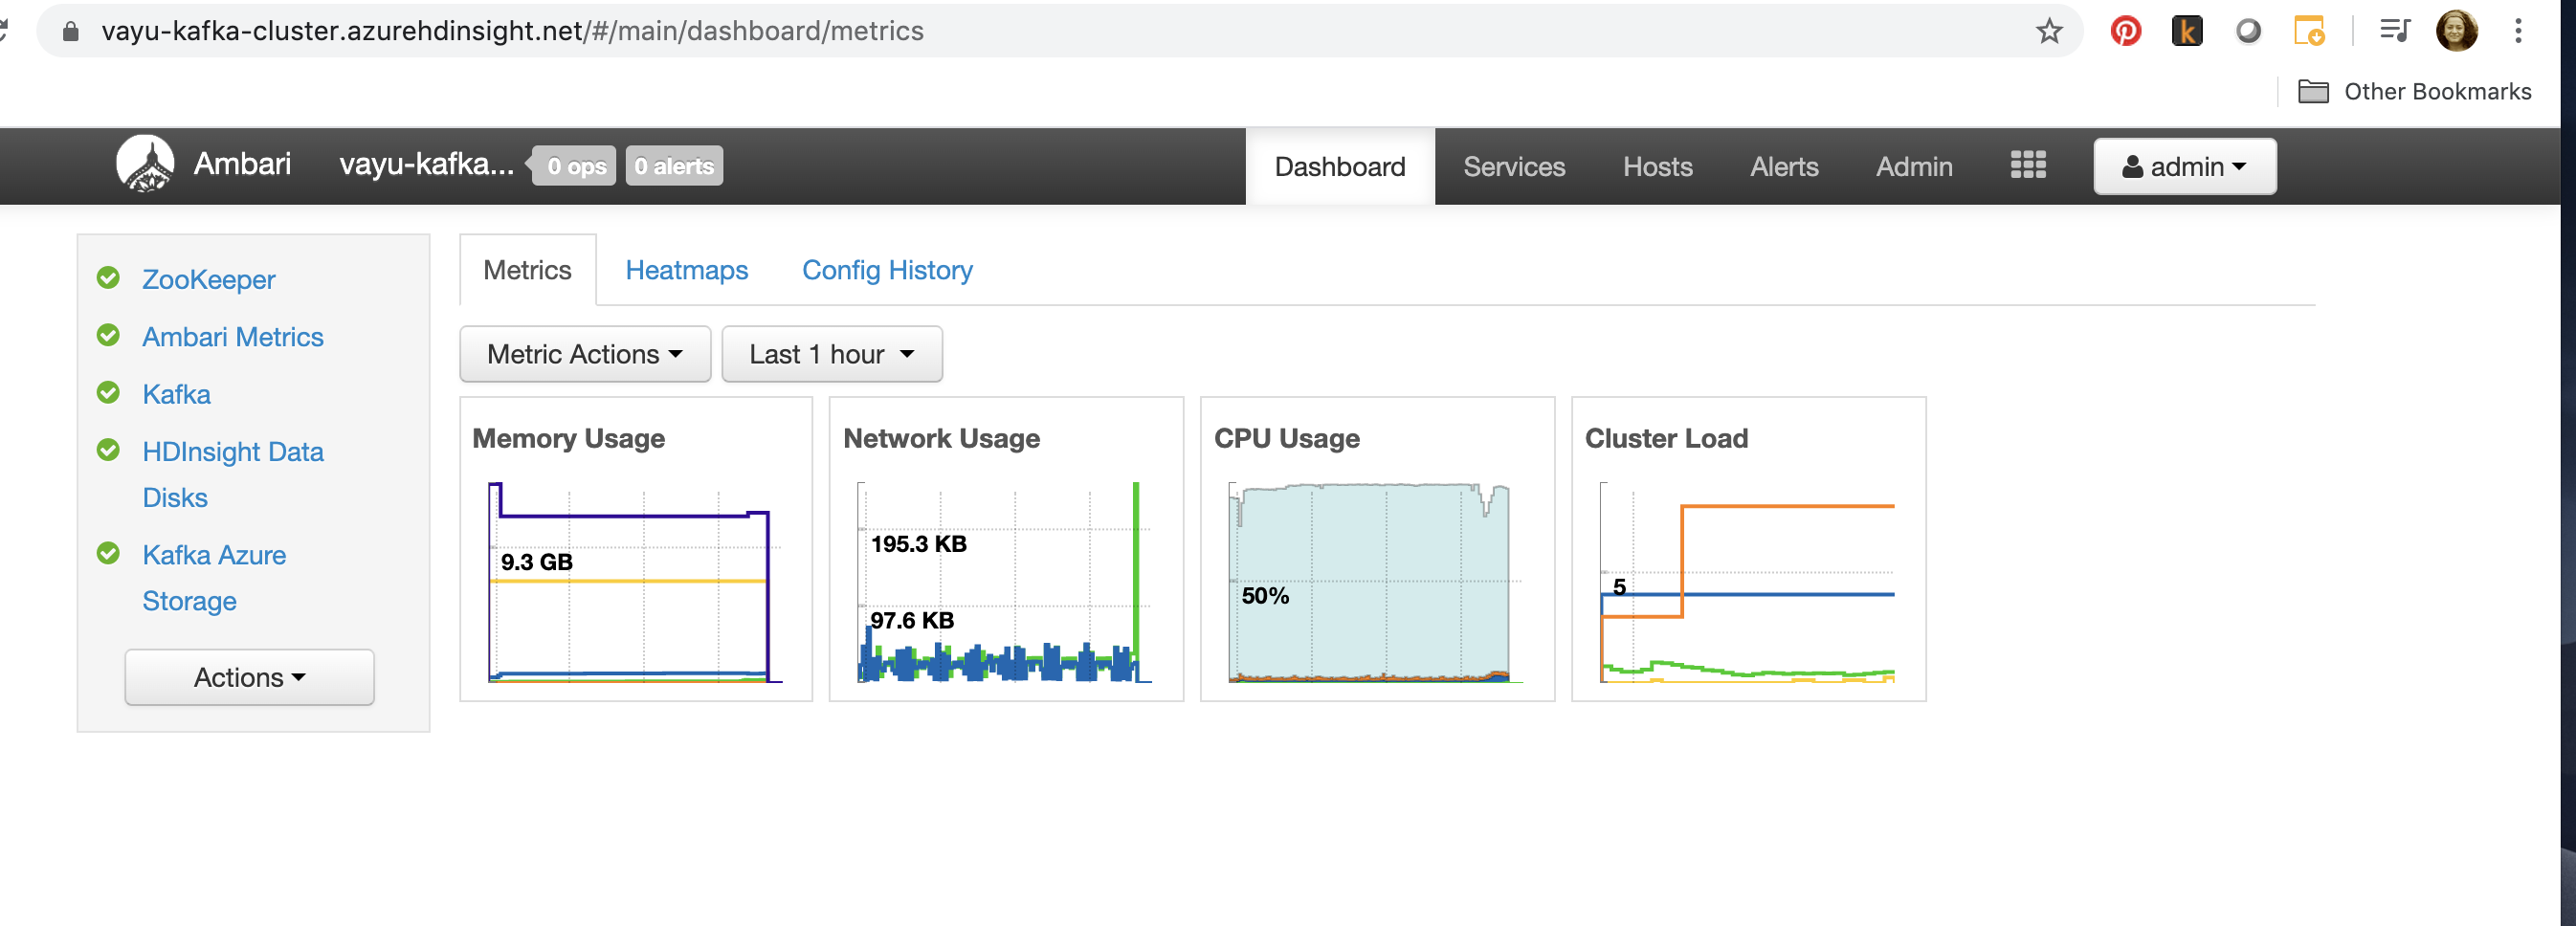 vayu-kafka-cluster.azurehdinsight.net/#/main/dashboard/metrics
k
Other Bookmarks
Ambari vayu-kafka... 0 ops 0 alerts Dashboard Services Hosts Alerts Admin admin
ZooKeeper
Ambari Metrics
Kafka
HDInsight Data
Disks
Kafka Azure
Storage
Actions
Metrics Heatmaps Config History
Metric Actions Last 1 hour
Memory Usage
9.3 GB
Network Usage
195.3 KB
97.6 KB
CPU Usage
50%
Cluster Load
5